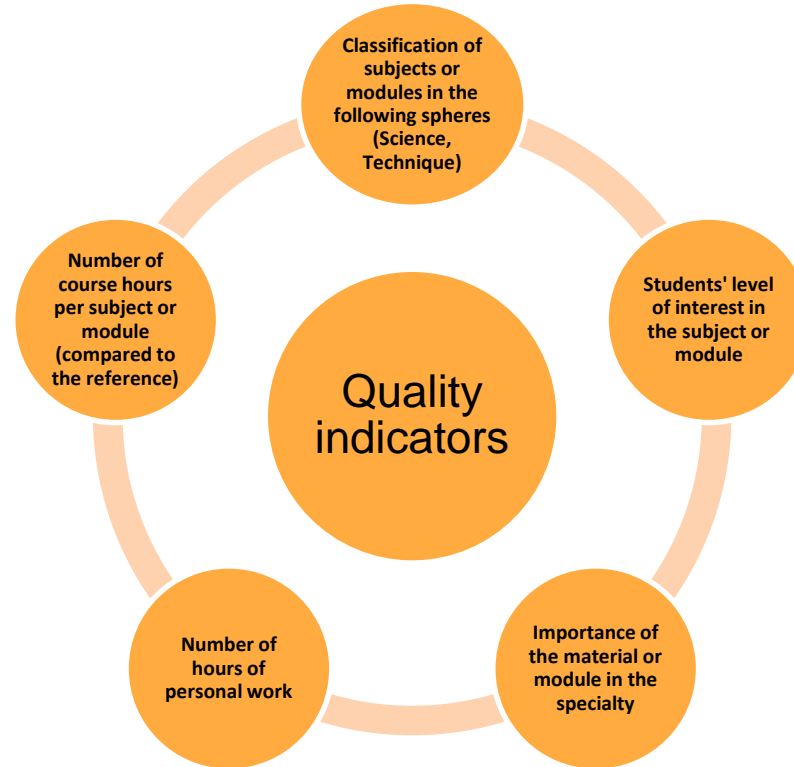 Classification of
subjects or
modules in the
following spheres
(Science,
Technique)
Students' level
of interest in
the subject or
module
Importance of
the material or
module in the
specialty
Number of
hours of
personal work
Number of
course hours
per subject or
module
(compared to
the reference)
Quality
indicators